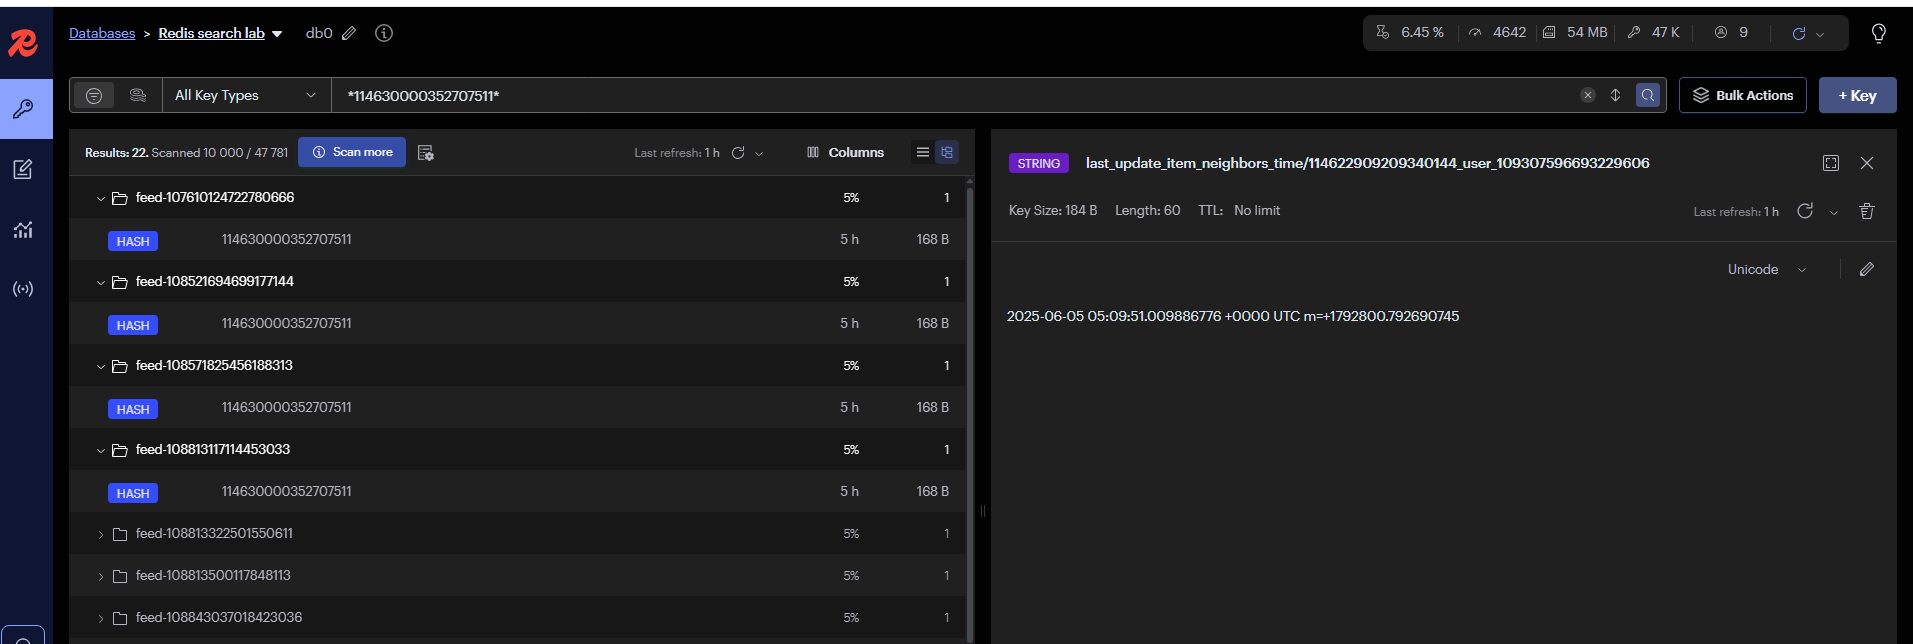 Databases > Redis search lab db0 6.45 % 4642 54 MB 47 K 9
All Key Types *114630000352707511* Bulk Actions + Key
Results: 22. Scanned 10 000 / 47 781 Scan more Last refresh: 1 h Columns
feed-107610124722780666 5% 1
HASH 114630000352707511 5 h 168 B
feed-108521694699177144 5% 1
HASH 114630000352707511 5 h 168 B
feed-108571825456188313 5% 1
HASH 114630000352707511 5 h 168 B
feed-108813117114453033 5% 1
HASH 114630000352707511 5 h 168 B
feed-108813322501550611 5% 1
feed-108813500117848113 5% 1
feed-108843037018423036 5% 1
STRING last_update_item_neighbors_time/114622909209340144_user_109307596693229606
Key Size: 184 B Length: 60 TTL: No limit Last refresh: 1 h
Unicode
2025-06-05 05:09:51.009886776 +0000 UTC m=+1792800.792690745